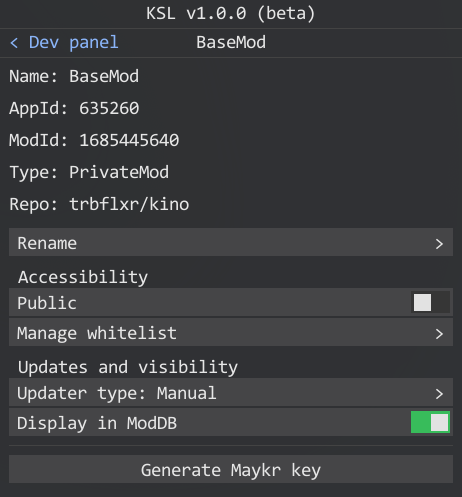 KSL v1.0.0 (beta)
< Dev panel BaseMod
Name: BaseMod
AppId: 635260
ModId: 1685445640
Type: PrivateMod
Repo: trbflxr/kino
Rename >
Accessibility
Public
Manage whitelist >
Updates and visibility
Updater type: Manual >
Display in ModDB
Generate Maykr key